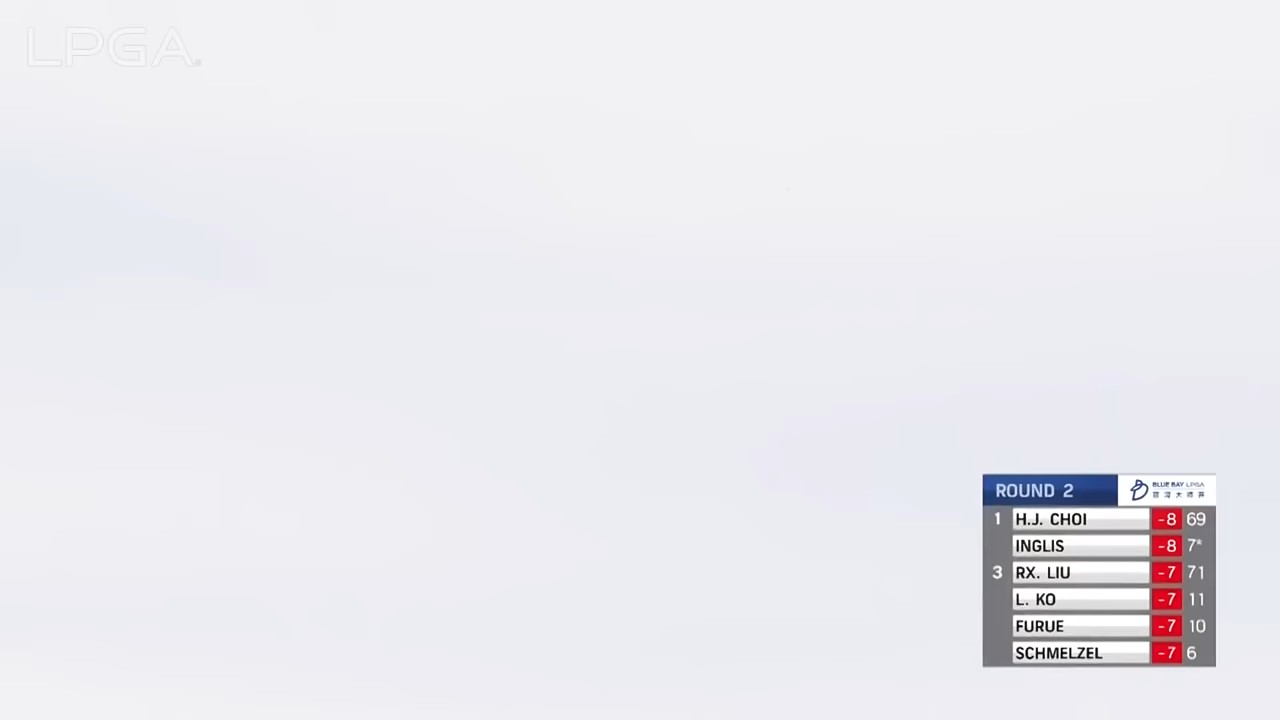 LPGA
ROUND 2
BLUE BAY LPGA
1 H.J. CHOI -8 69
INGLIS -8 7*
3 RX. LIU -7 71
L. KO -7 11
FURUE -7 10
SCHMELZEL -7 6